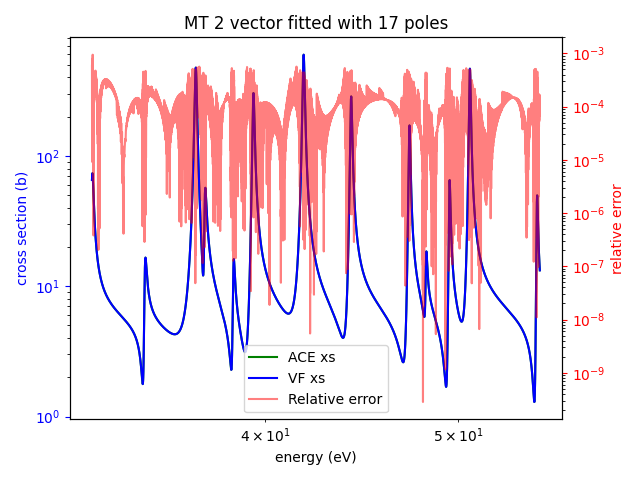 MT 2 vector fitted with 17 poles
cross section (b)
10²
10¹
10⁰
10⁻³
10⁻⁴
10⁻⁵
10⁻⁶
10⁻⁷
10⁻⁸
10⁻⁹
relative error
ACE xs
VF xs
Relative error
4 × 10¹
5 × 10¹
energy (eV)